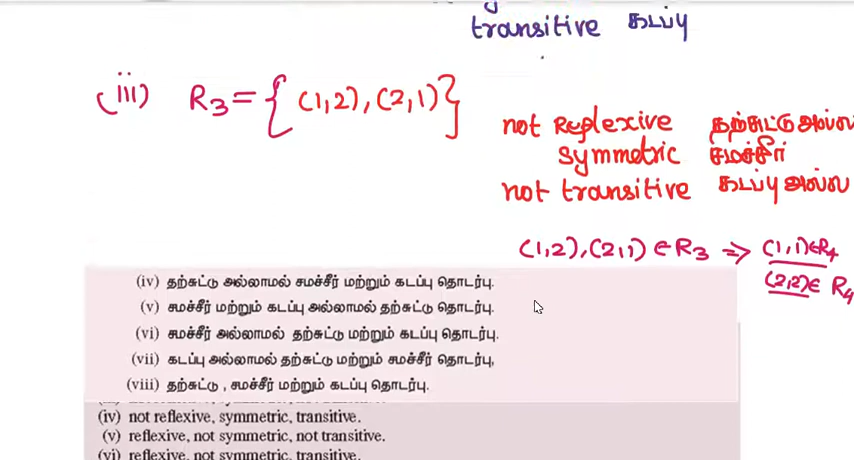 transitive கடப்பு
(iii) R₃ = { (1,2), (2,1) }
not Reflexive தற்சுட்டு அல்ல
symmetric சமச்சீர்
not transitive கடப்பு அல்ல
(1,2), (2,1) ∈ R₃ ⇒ (1,1) ∉ R₄
(2,2) ∈ R₄
(iv) தற்சுட்டு அல்லாமல் சமச்சீர் மற்றும் கடப்பு தொடர்பு.
(v) சமச்சீர் மற்றும் கடப்பு அல்லாமல் தற்சுட்டு தொடர்பு.
(vi) சமச்சீர் அல்லாமல் தற்சுட்டு மற்றும் கடப்பு தொடர்பு.
(vii) கடப்பு அல்லாமல் தற்சுட்டு மற்றும் சமச்சீர் தொடர்பு,
(viii) தற்சுட்டு , சமச்சீர் மற்றும் கடப்பு தொடர்பு.
(iv) not reflexive, symmetric, transitive.
(v) reflexive, not symmetric, not transitive.
(vi) reflexive, not symmetric, transitive.